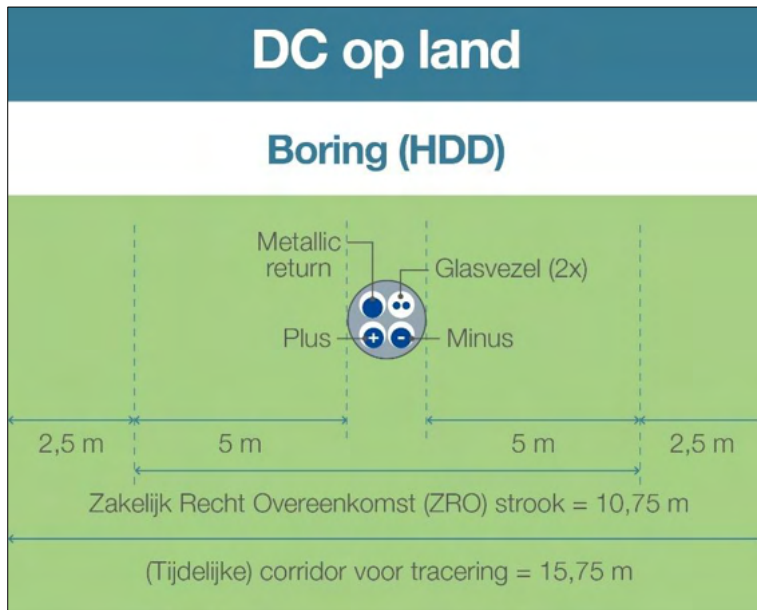 DC op land
Boring (HDD)
Metallic
return
Glasvezel (2x)
Plus
+
-
Minus
2,5 m
5 m
5 m
2,5 m
Zakelijk Recht Overeenkomst (ZRO) strook = 10,75 m
(Tijdelijke) corridor voor tracering = 15,75 m